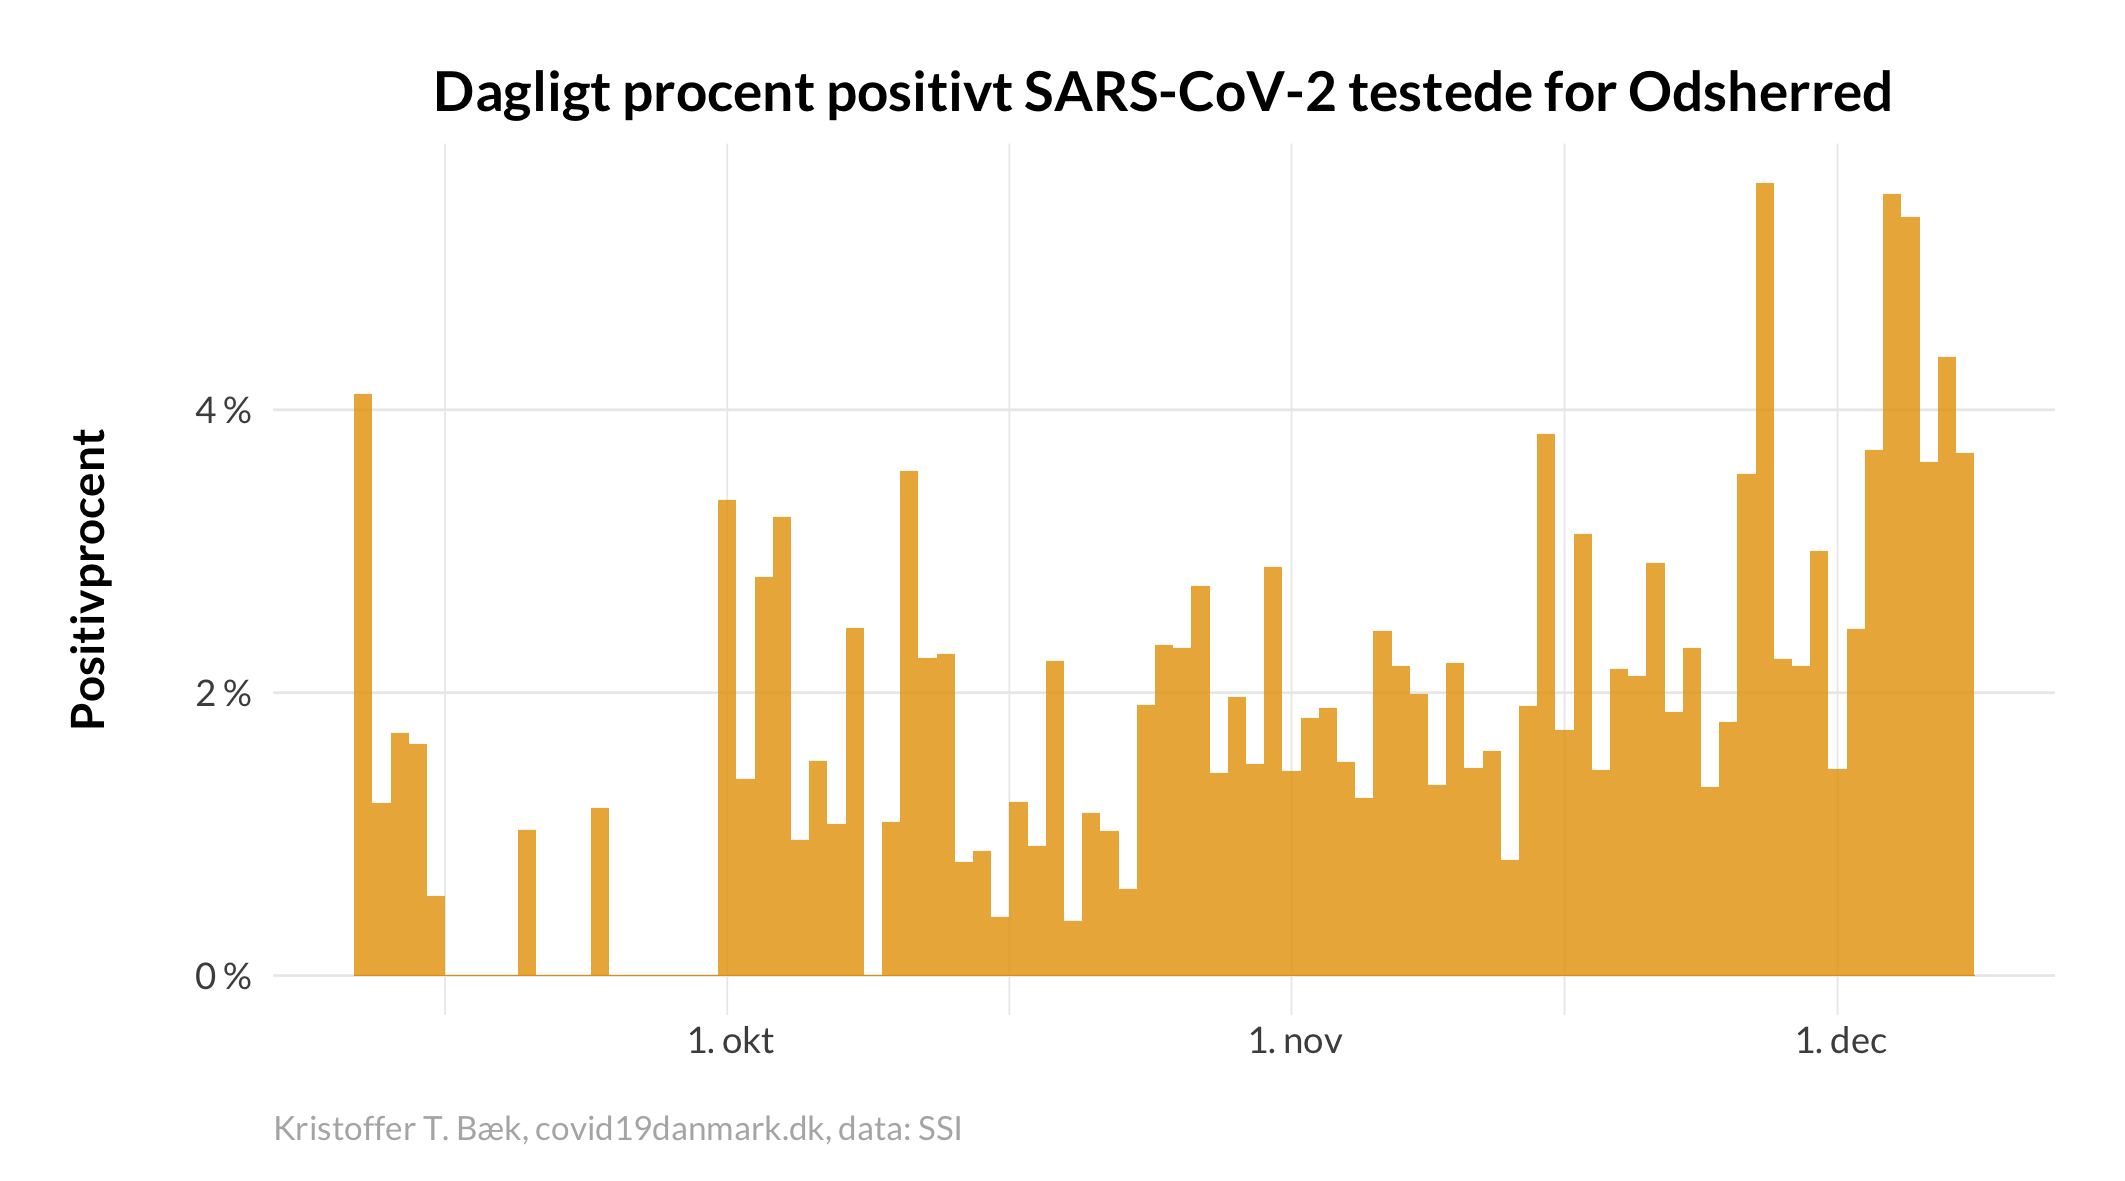 Dagligt procent positivt SARS-CoV-2 testede for Odsherred
Positivprocent
4 %
2 %
0 %
1. okt
1. nov
1. dec
Kristoffer T. Bæk, covid19danmark.dk, data: SSI